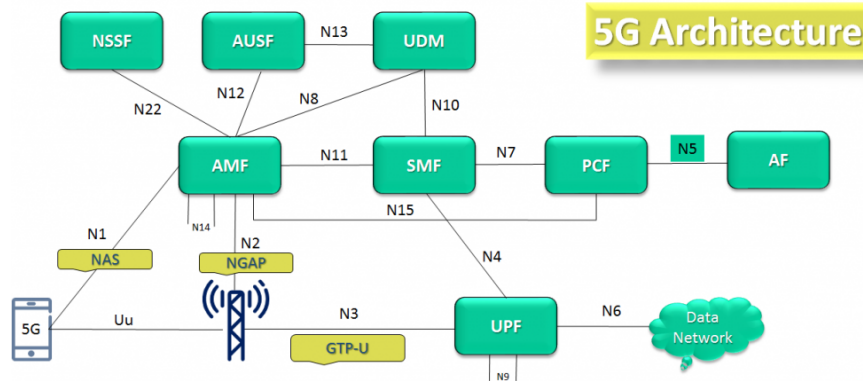 5G Architecture
NSSF
AUSF
N13
UDM
N22
N12
N8
N10
AMF
N11
SMF
N7
PCF
N5
AF
N14
N15
N1
NAS
N2
NGAP
N4
5G
Uu
N3
GTP-U
UPF
N6
Data
Network
N9